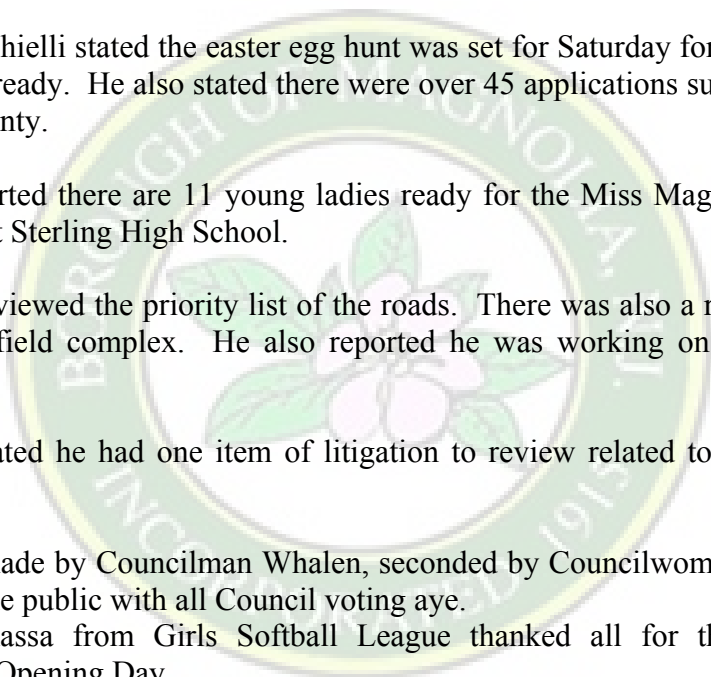 hielli stated the easter egg hunt was set for Saturday for
ready. He also stated there were over 45 applications su
nty.
rted there are 11 young ladies ready for the Miss Mag
t Sterling High School.
viewed the priority list of the roads. There was also a
field complex. He also reported he was working on
ated he had one item of litigation to review related to
ade by Councilman Whalen, seconded by Councilwom
e public with all Council voting aye.
assa from Girls Softball League thanked all for th
Opening Day
BOROUGH OF MAGNOLIA, N.J.
INCORPORATED 1915